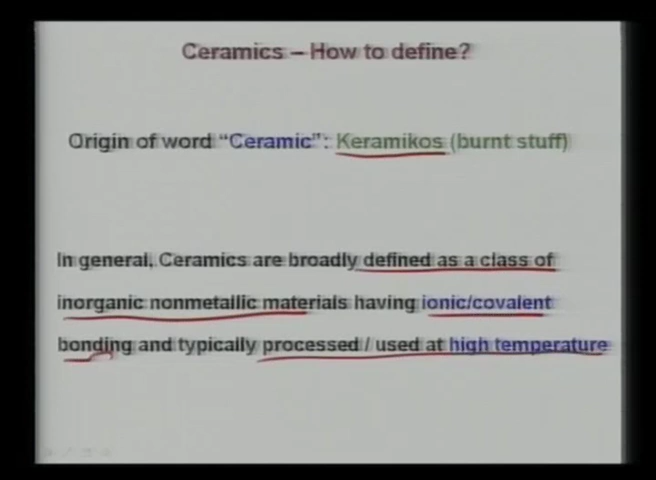 Ceramics – How to define?
Origin of word “Ceramic”: Keramikos (burnt stuff)
In general, Ceramics are broadly defined as a class of
inorganic nonmetallic materials having ionic/covalent
bonding and typically processed / used at high temperature